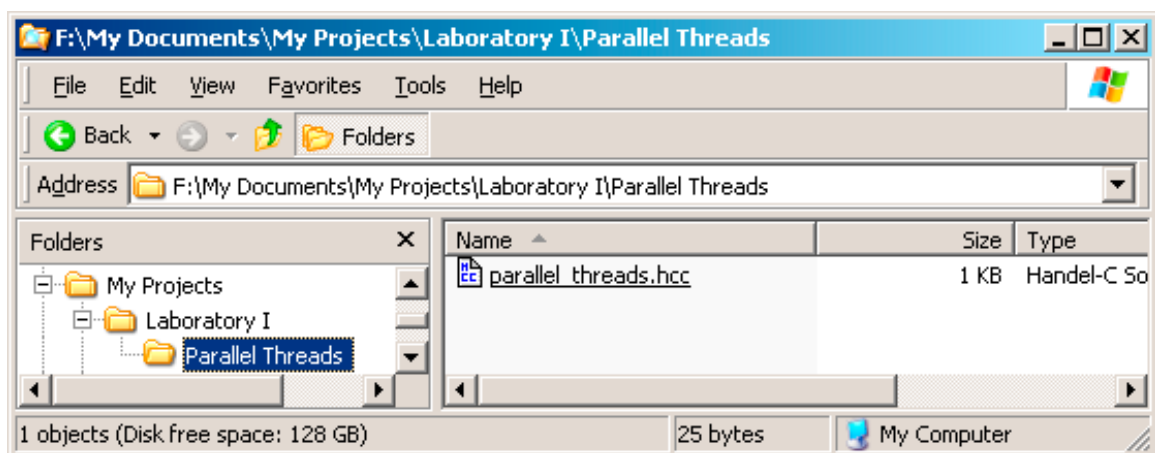 F:\My Documents\My Projects\Laboratory I\Parallel Threads
File Edit View Favorites Tools Help
Back Folders
Address F:\My Documents\My Projects\Laboratory I\Parallel Threads
Folders Name Size Type
My Projects parallel_threads.hcc 1 KB Handel-C So
Laboratory I
Parallel Threads
1 objects (Disk free space: 128 GB) 25 bytes My Computer